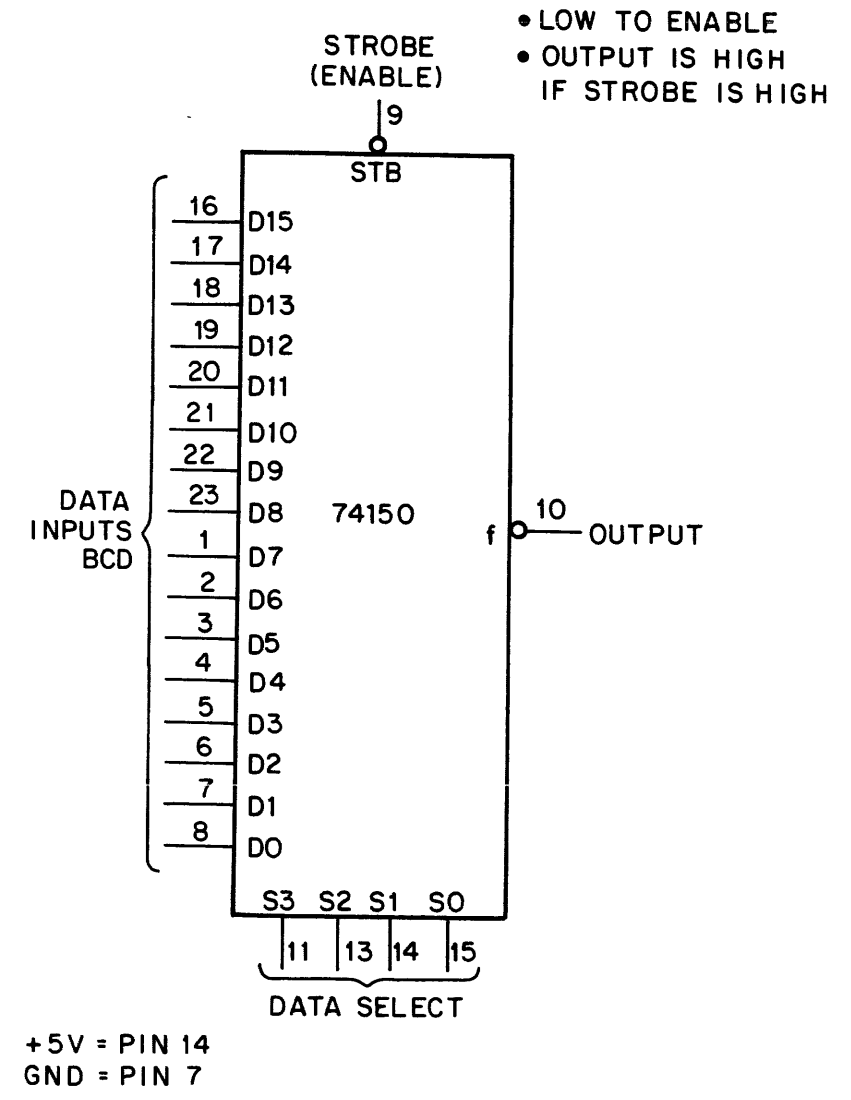 • LOW TO ENABLE
• OUTPUT IS HIGH
IF STROBE IS HIGH
STROBE
(ENABLE)
9
STB
16 D15
17 D14
18 D13
19 D12
20 D11
21 D10
22 D9
23 D8
1 D7
2 D6
3 D5
4 D4
5 D3
6 D2
7 D1
8 D0
DATA
INPUTS
BCD
74150
f 10 OUTPUT
S3 S2 S1 S0
11 13 14 15
DATA SELECT
+5V = PIN 14
GND = PIN 7